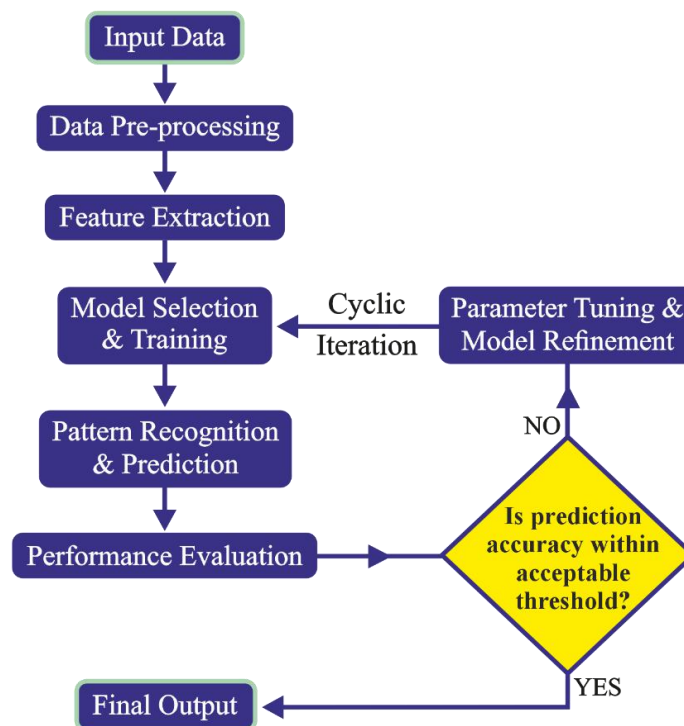 Input Data
Data Pre-processing
Feature Extraction
Model Selection
& Training
Cyclic
Iteration
Parameter Tuning &
Model Refinement
Pattern Recognition
& Prediction
NO
Performance Evaluation
Is prediction
accuracy within
acceptable
threshold?
YES
Final Output